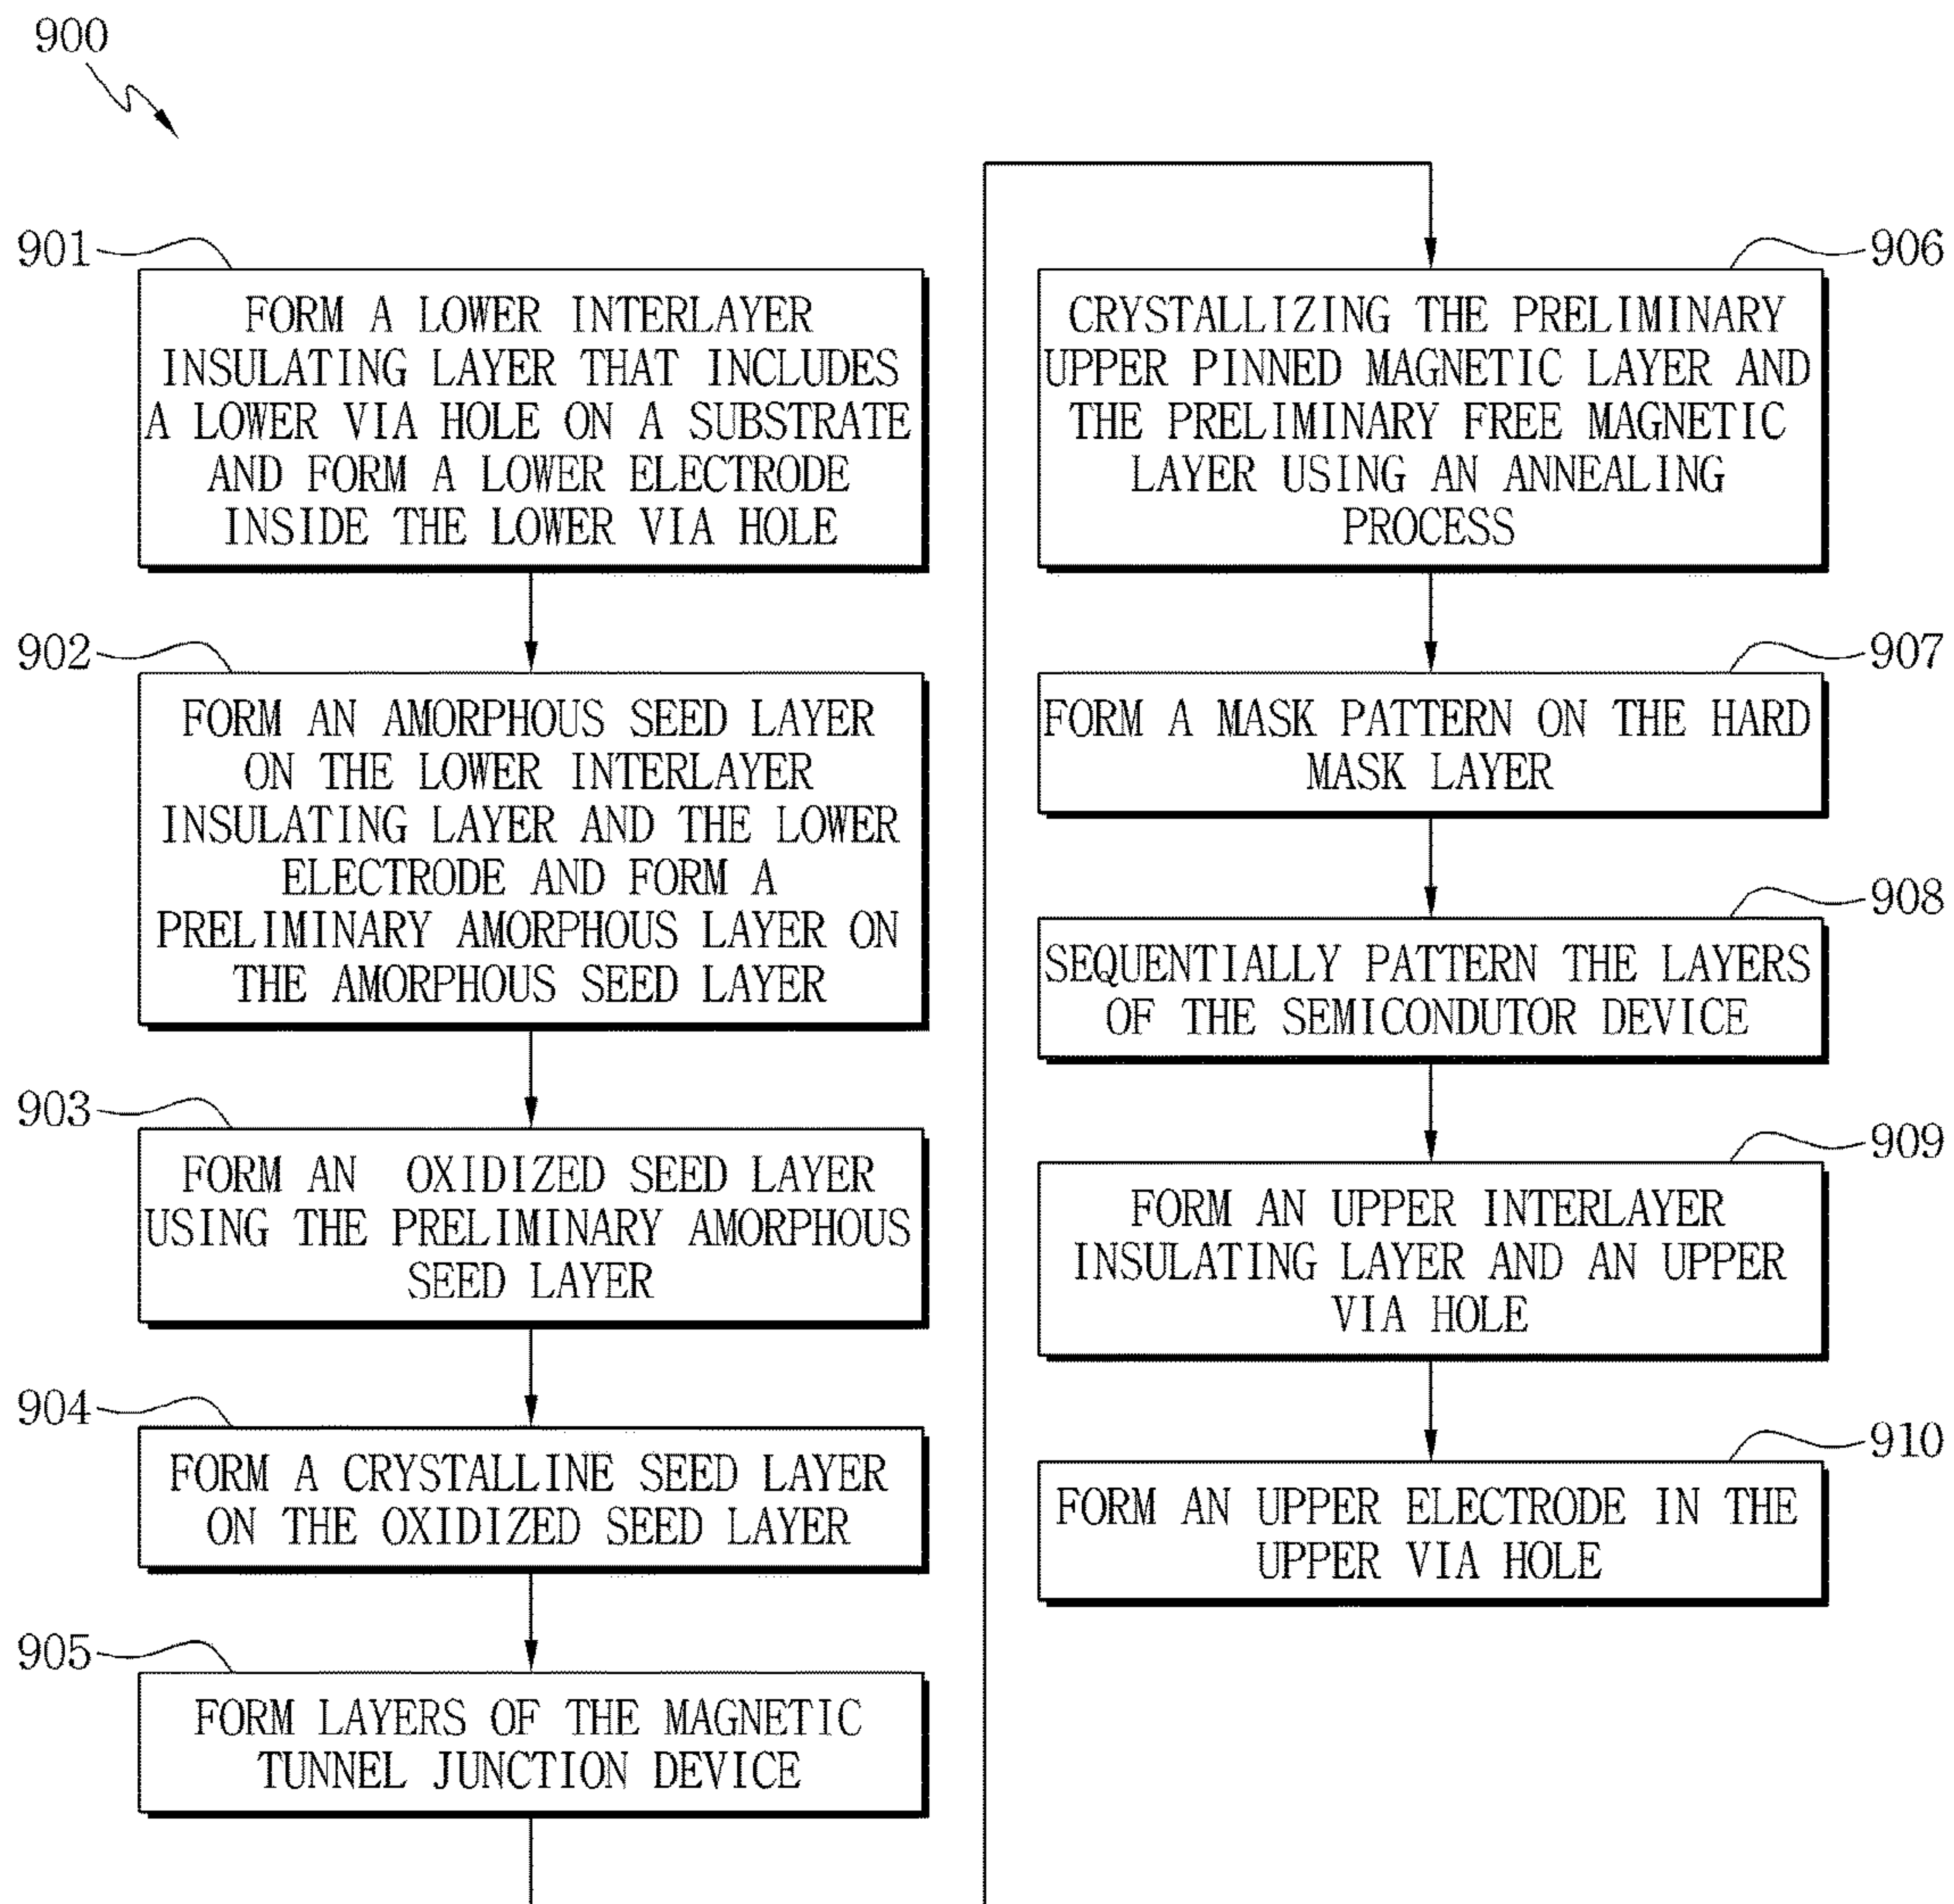 900
901
FORM A LOWER INTERLAYER
INSULATING LAYER THAT INCLUDES
A LOWER VIA HOLE ON A SUBSTRATE
AND FORM A LOWER ELECTRODE
INSIDE THE LOWER VIA HOLE
902
FORM AN AMORPHOUS SEED LAYER
ON THE LOWER INTERLAYER
INSULATING LAYER AND THE LOWER
ELECTRODE AND FORM A
PRELIMINARY AMORPHOUS LAYER ON
THE AMORPHOUS SEED LAYER
903
FORM AN OXIDIZED SEED LAYER
USING THE PRELIMINARY AMORPHOUS
SEED LAYER
904
FORM A CRYSTALLINE SEED LAYER
ON THE OXIDIZED SEED LAYER
905
FORM LAYERS OF THE MAGNETIC
TUNNEL JUNCTION DEVICE
906
CRYSTALLIZING THE PRELIMINARY
UPPER PINNED MAGNETIC LAYER AND
THE PRELIMINARY FREE MAGNETIC
LAYER USING AN ANNEALING
PROCESS
907
FORM A MASK PATTERN ON THE HARD
MASK LAYER
908
SEQUENTIALLY PATTERN THE LAYERS
OF THE SEMICONDUTOR DEVICE
909
FORM AN UPPER INTERLAYER
INSULATING LAYER AND AN UPPER
VIA HOLE
910
FORM AN UPPER ELECTRODE IN THE
UPPER VIA HOLE